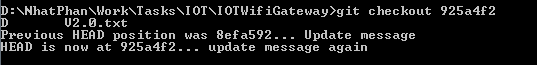 D:\NhatPhan\Work\Tasks\IOT\IOTWifiGateway>git checkout 925a4f2
D       V2.0.txt
Previous HEAD position was 8efa592... Update message
HEAD is now at 925a4f2... update message again